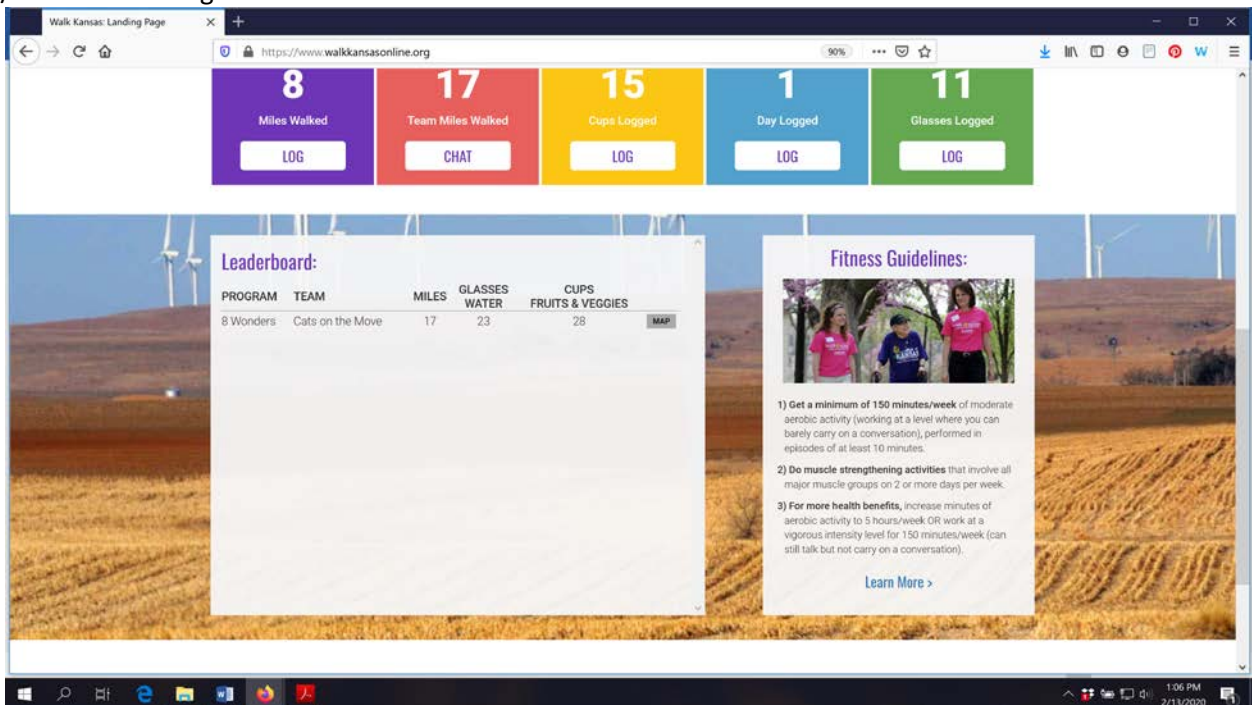 Walk Kansas: Landing Page
https://www.walkkansasonline.org
90%
8 17 15 1 11
Miles Walked Team Miles Walked Cups Logged Day Logged Glasses Logged
LOG CHAT LOG LOG LOG
Leaderboard:
PROGRAM TEAM MILES GLASSES WATER CUPS FRUITS & VEGGIES
8 Wonders Cats on the Move 17 23 28 MAP
Fitness Guidelines:
1) Get a minimum of 150 minutes/week of moderate
aerobic activity (working at a level where you can
barely carry on a conversation), performed in
episodes of at least 10 minutes.
2) Do muscle strengthening activities that involve all
major muscle groups on 2 or more days per week.
3) For more health benefits, increase minutes of
aerobic activity to 5 hours/week OR work at a
vigorous intensity level for 150 minutes/week (can
still talk but not carry on a conversation).
Learn More >
1:06 PM
2/13/2020